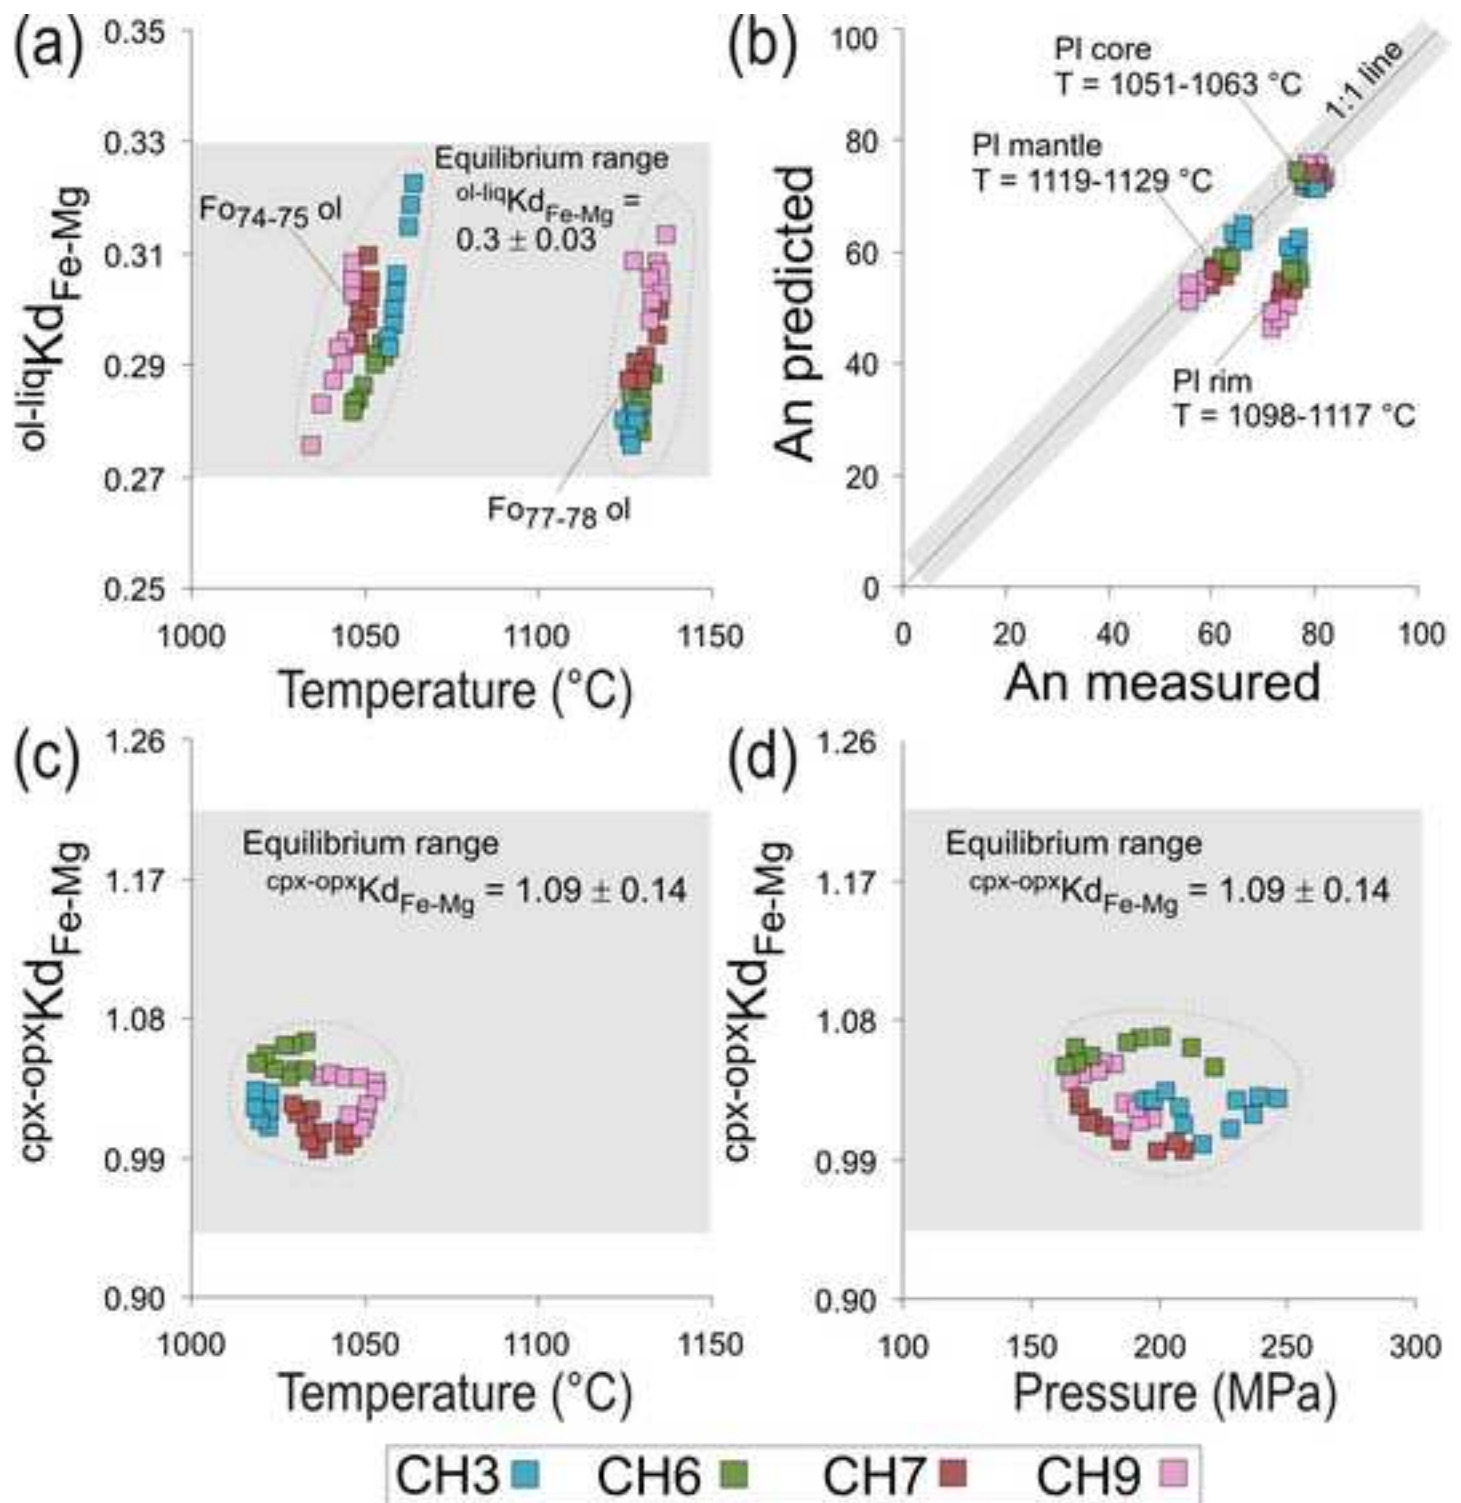 (a)
0.35
0.33
0.31
0.29
0.27
0.25
ol-liqKdFe-Mg
Equilibrium range
ol-liqKdFe-Mg =
0.3 ± 0.03
Fo74-75 ol
Fo77-78 ol
1000 1050 1100 1150
Temperature (°C)
(b)
100
80
60
40
20
0
An predicted
Pl core
T = 1051-1063 °C
1:1 line
Pl mantle
T = 1119-1129 °C
Pl rim
T = 1098-1117 °C
0 20 40 60 80 100
An measured
(c)
1.26
1.17
1.08
0.99
0.90
cpx-opxKdFe-Mg
Equilibrium range
cpx-opxKdFe-Mg = 1.09 ± 0.14
1000 1050 1100 1150
Temperature (°C)
(d)
1.26
1.17
1.08
0.99
0.90
cpx-opxKdFe-Mg
Equilibrium range
cpx-opxKdFe-Mg = 1.09 ± 0.14
100 150 200 250 300
Pressure (MPa)
CH3 CH6 CH7 CH9